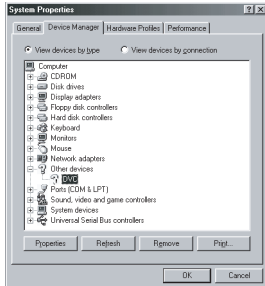 System Properties
General Device Manager Hardware Profiles Performance
View devices by type View devices by connection
Computer
CDROM
Disk drives
Display adapters
Floppy disk controllers
Hard disk controllers
Keyboard
Monitors
Mouse
Network adapters
Other devices
DVD
Ports (COM & LPT)
Sound, video and game controllers
System devices
Universal Serial Bus controllers
Properties Refresh Remove Print...
OK Cancel